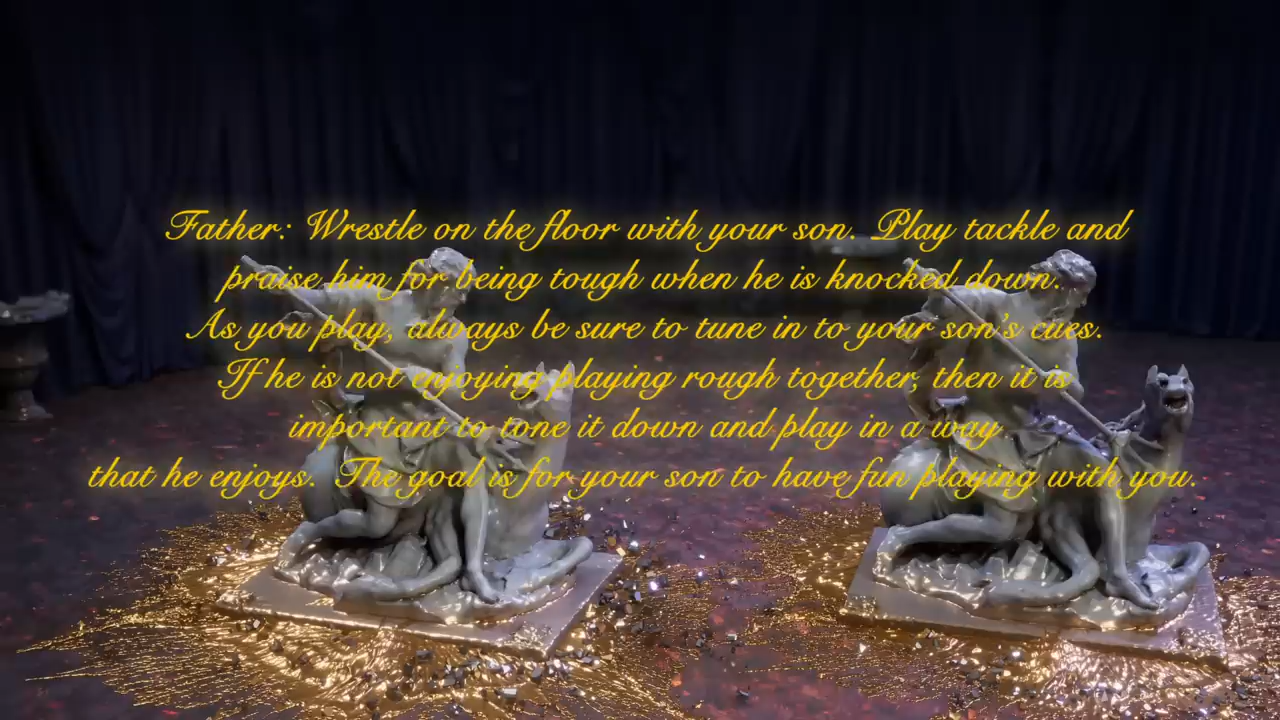 Father: Wrestle on the floor with your son. Play tackle and
praise him for being tough when he is knocked down.
As you play, always be sure to tune in to your son's cues.
If he is not enjoying playing rough together, then it is
important to tone it down and play in a way
that he enjoys. The goal is for your son to have fun playing with you.